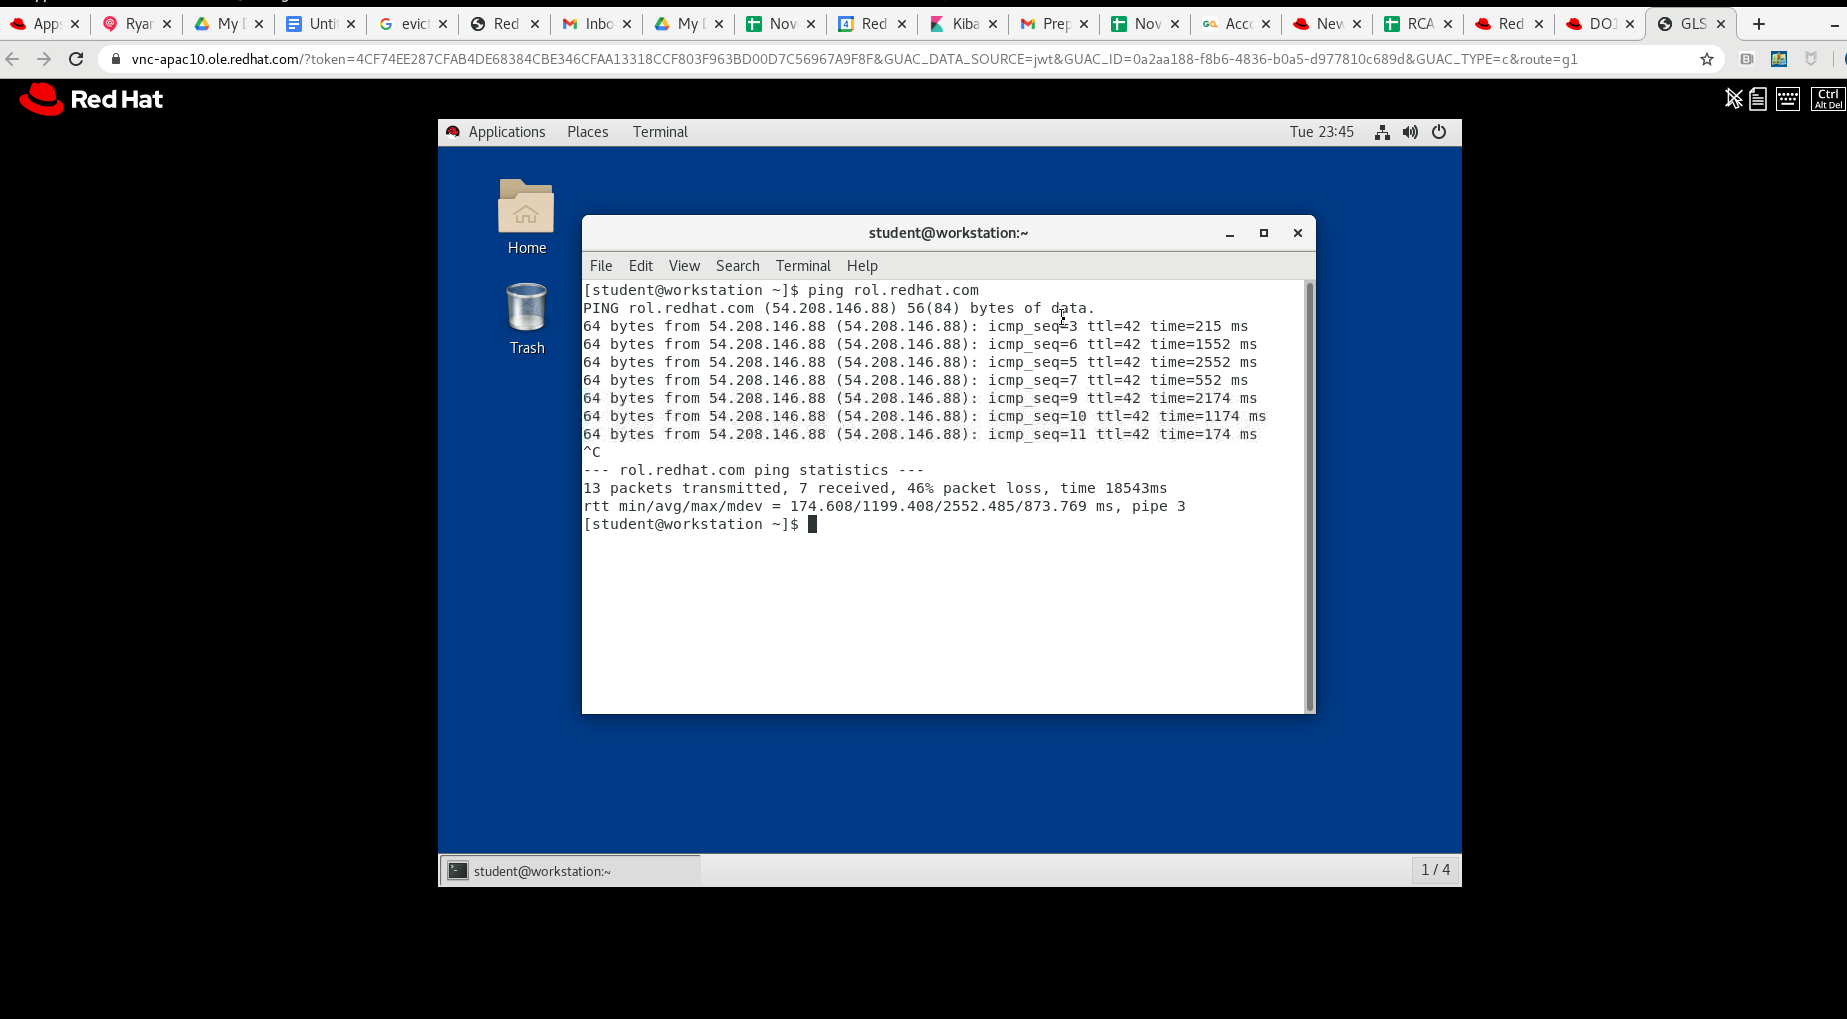 Apps
Ryan
My D
Unti
evict
Red
Inbo
My D
Nov
Red
Kiba
Prep
Nov
Acco
New
RCA
Red
DO1
GLS
vnc-apac10.ole.redhat.com/?token=4CF74EE287CFAB4DE68384CBE346CFAA13318CCF803F963BD00D7C56967A9F8F&GUAC_DATA_SOURCE=jwt&GUAC_ID=0a2aa188-f8b6-4836-b0a5-d977810c689d&GUAC_TYPE=c&route=g1
Red Hat
Ctrl
Alt Del
Applications Places Terminal Tue 23:45
Home
Trash
student@workstation:~
File Edit View Search Terminal Help
[student@workstation ~]$ ping rol.redhat.com
PING rol.redhat.com (54.208.146.88) 56(84) bytes of data.
64 bytes from 54.208.146.88 (54.208.146.88): icmp_seq=3 ttl=42 time=215 ms
64 bytes from 54.208.146.88 (54.208.146.88): icmp_seq=6 ttl=42 time=1552 ms
64 bytes from 54.208.146.88 (54.208.146.88): icmp_seq=5 ttl=42 time=2552 ms
64 bytes from 54.208.146.88 (54.208.146.88): icmp_seq=7 ttl=42 time=552 ms
64 bytes from 54.208.146.88 (54.208.146.88): icmp_seq=9 ttl=42 time=2174 ms
64 bytes from 54.208.146.88 (54.208.146.88): icmp_seq=10 ttl=42 time=1174 ms
64 bytes from 54.208.146.88 (54.208.146.88): icmp_seq=11 ttl=42 time=174 ms
^C
--- rol.redhat.com ping statistics ---
13 packets transmitted, 7 received, 46% packet loss, time 18543ms
rtt min/avg/max/mdev = 174.608/1199.408/2552.485/873.769 ms, pipe 3
[student@workstation ~]$
student@workstation:~
1 / 4